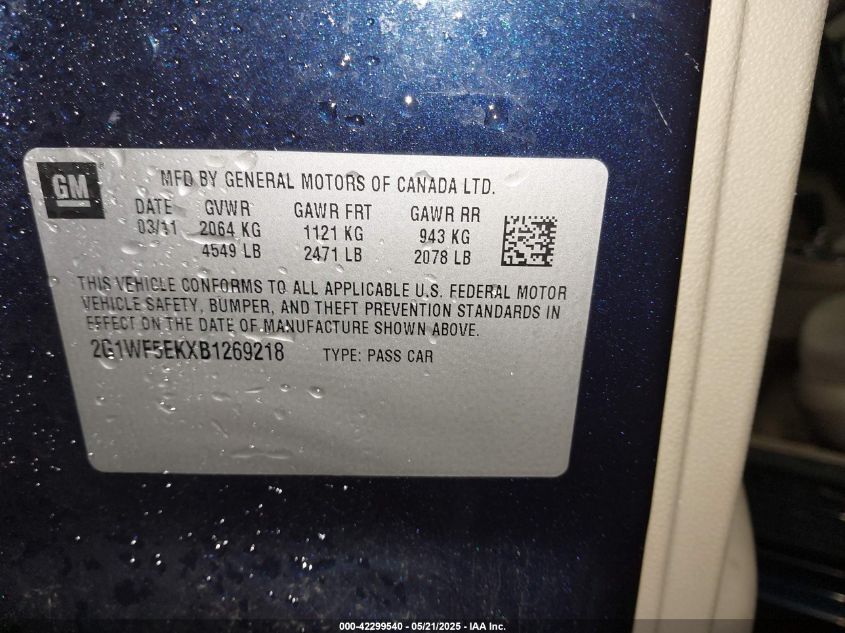 GM
MFD BY GENERAL MOTORS OF CANADA LTD.
DATE GVWR GAWR FRT GAWR RR
03/11 2064 KG 1121 KG 943 KG
4549 LB 2471 LB 2078 LB
THIS VEHICLE CONFORMS TO ALL APPLICABLE U.S. FEDERAL MOTOR
VEHICLE SAFETY, BUMPER, AND THEFT PREVENTION STANDARDS IN
EFFECT ON THE DATE OF MANUFACTURE SHOWN ABOVE.
2G1WF5EKXB1269218 TYPE: PASS CAR
000-42299540 - 05/21/2025 - IAA Inc.